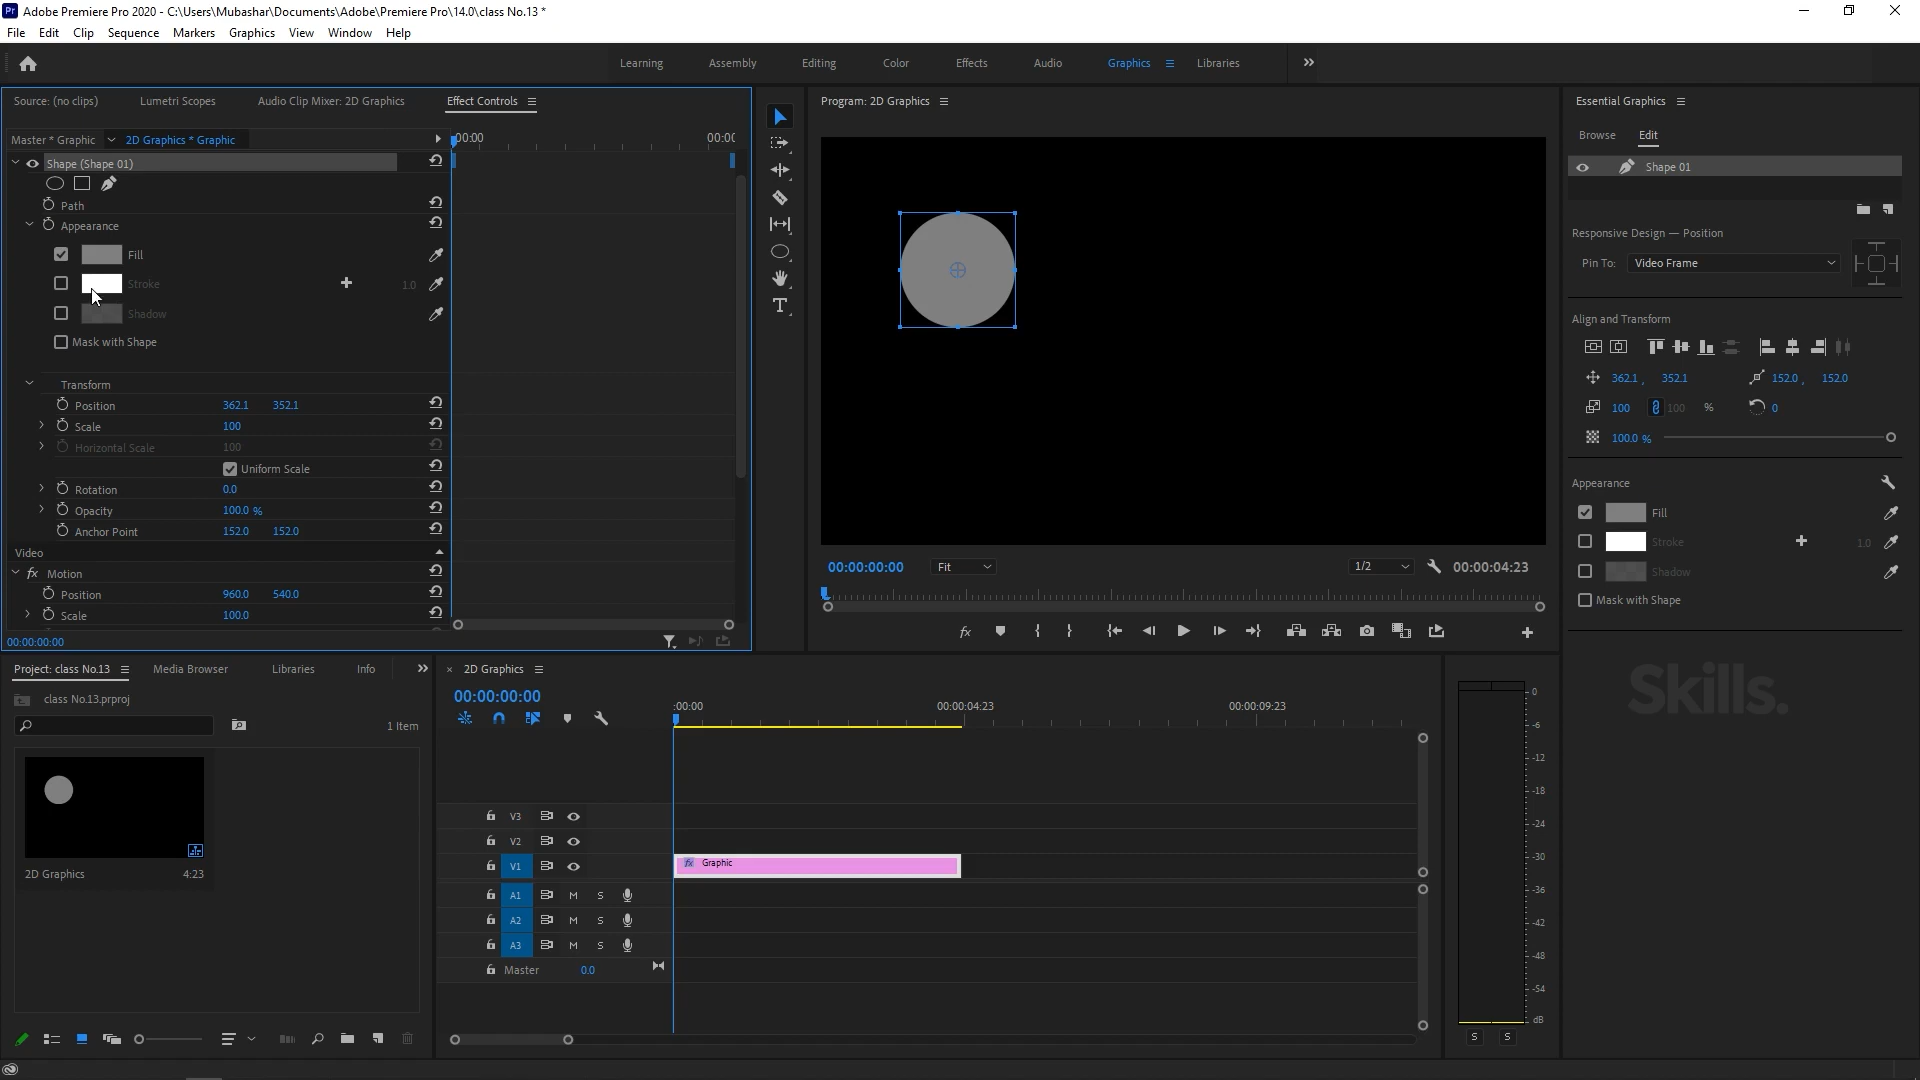 Pr Adobe Premiere Pro 2020 - C:\Users\Mubashar\Documents\Adobe\Premiere Pro\14.0\class No.13 *
File Edit Clip Sequence Markers Graphics View Window Help
Learning Assembly Editing Color Effects Audio Graphics Libraries
Source: (no clips) Lumetri Scopes Audio Clip Mixer: 2D Graphics Effect Controls
Master * Graphic 2D Graphics * Graphic
00:00 00:00
Shape (Shape 01)
Path
Appearance
Fill
Stroke 1.0
Shadow
Mask with Shape
Transform
Position 362.1 352.1
Scale 100
Horizontal Scale 100
Uniform Scale
Rotation 0.0
Opacity 100.0 %
Anchor Point 152.0 152.0
Video
fx Motion
Position 960.0 540.0
Scale 100.0
00:00:00:00
Program: 2D Graphics
00:00:00:00 Fit 1/2 00:00:04:23
fx
Essential Graphics
Browse Edit
Shape 01
Responsive Design — Position
Pin To: Video Frame
Align and Transform
362.1 , 352.1 152.0 , 152.0
100 100 % 0
100.0 %
Appearance
Fill
Stroke 1.0
Shadow
Mask with Shape
Skills.
Project: class No.13 Media Browser Libraries Info
class No.13.prproj
1 Item
2D Graphics 4:23
× 2D Graphics
00:00:00:00
:00:00 00:00:04:23 00:00:09:23
V3
V2
V1 fx Graphic
A1 M S
A2 M S
A3 M S
Master 0.0
0
-6
-12
-18
-24
-30
-36
-42
-48
-54
dB
S S